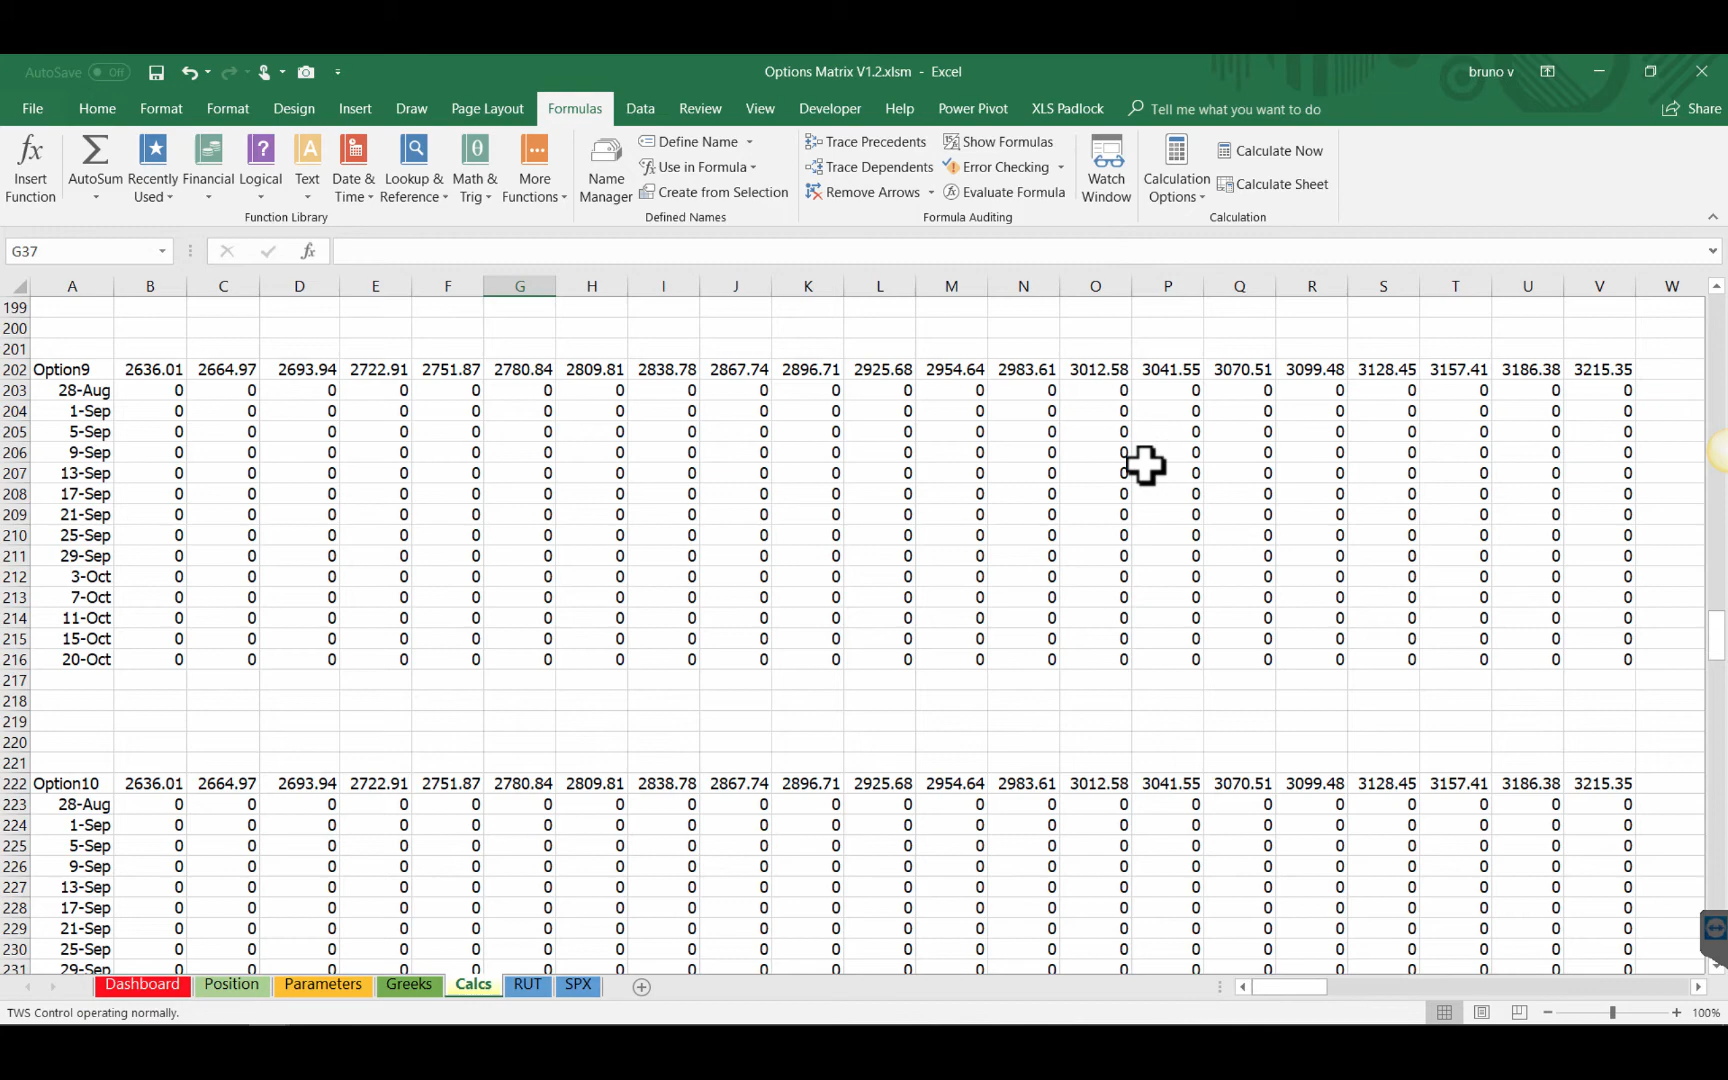 AutoSave Off Options Matrix V1.2.xlsm - Excel bruno v
File Home Format Format Design Insert Draw Page Layout Formulas Data Review View Developer Help Power Pivot XLS Padlock Tell me what you want to do Share
Insert Function AutoSum Recently Used Financial Logical Text Date & Time Lookup & Reference Math & Trig More Functions
Function Library
Name Manager Define Name Use in Formula Create from Selection
Defined Names
Trace Precedents Trace Dependents Remove Arrows Show Formulas Error Checking Evaluate Formula
Formula Auditing
Watch Window
Calculation Options Calculate Now Calculate Sheet
Calculation
G37 fx
A B C D E F G H I J K L M N O P Q R S T U V W
199
200
201
202 Option9 2636.01 2664.97 2693.94 2722.91 2751.87 2780.84 2809.81 2838.78 2867.74 2896.71 2925.68 2954.64 2983.61 3012.58 3041.55 3070.51 3099.48 3128.45 3157.41 3186.38 3215.35
203 28-Aug 0 0 0 0 0 0 0 0 0 0 0 0 0 0 0 0 0 0 0 0 0
204 1-Sep 0 0 0 0 0 0 0 0 0 0 0 0 0 0 0 0 0 0 0 0 0
205 5-Sep 0 0 0 0 0 0 0 0 0 0 0 0 0 0 0 0 0 0 0 0 0
206 9-Sep 0 0 0 0 0 0 0 0 0 0 0 0 0 0 0 0 0 0 0 0 0
207 13-Sep 0 0 0 0 0 0 0 0 0 0 0 0 0 0 0 0 0 0 0 0 0
208 17-Sep 0 0 0 0 0 0 0 0 0 0 0 0 0 0 0 0 0 0 0 0 0
209 21-Sep 0 0 0 0 0 0 0 0 0 0 0 0 0 0 0 0 0 0 0 0 0
210 25-Sep 0 0 0 0 0 0 0 0 0 0 0 0 0 0 0 0 0 0 0 0 0
211 29-Sep 0 0 0 0 0 0 0 0 0 0 0 0 0 0 0 0 0 0 0 0 0
212 3-Oct 0 0 0 0 0 0 0 0 0 0 0 0 0 0 0 0 0 0 0 0 0
213 7-Oct 0 0 0 0 0 0 0 0 0 0 0 0 0 0 0 0 0 0 0 0 0
214 11-Oct 0 0 0 0 0 0 0 0 0 0 0 0 0 0 0 0 0 0 0 0 0
215 15-Oct 0 0 0 0 0 0 0 0 0 0 0 0 0 0 0 0 0 0 0 0 0
216 20-Oct 0 0 0 0 0 0 0 0 0 0 0 0 0 0 0 0 0 0 0 0 0
217
218
219
220
221
222 Option10 2636.01 2664.97 2693.94 2722.91 2751.87 2780.84 2809.81 2838.78 2867.74 2896.71 2925.68 2954.64 2983.61 3012.58 3041.55 3070.51 3099.48 3128.45 3157.41 3186.38 3215.35
223 28-Aug 0 0 0 0 0 0 0 0 0 0 0 0 0 0 0 0 0 0 0 0 0
224 1-Sep 0 0 0 0 0 0 0 0 0 0 0 0 0 0 0 0 0 0 0 0 0
225 5-Sep 0 0 0 0 0 0 0 0 0 0 0 0 0 0 0 0 0 0 0 0 0
226 9-Sep 0 0 0 0 0 0 0 0 0 0 0 0 0 0 0 0 0 0 0 0 0
227 13-Sep 0 0 0 0 0 0 0 0 0 0 0 0 0 0 0 0 0 0 0 0 0
228 17-Sep 0 0 0 0 0 0 0 0 0 0 0 0 0 0 0 0 0 0 0 0 0
229 21-Sep 0 0 0 0 0 0 0 0 0 0 0 0 0 0 0 0 0 0 0 0 0
230 25-Sep 0 0 0 0 0 0 0 0 0 0 0 0 0 0 0 0 0 0 0 0 0
231 29-Sep 0 0 0 0 0 0 0 0 0 0 0 0 0 0 0 0 0 0 0 0 0
Dashboard Position Parameters Greeks Calcs RUT SPX
TWS Control operating normally. 100%